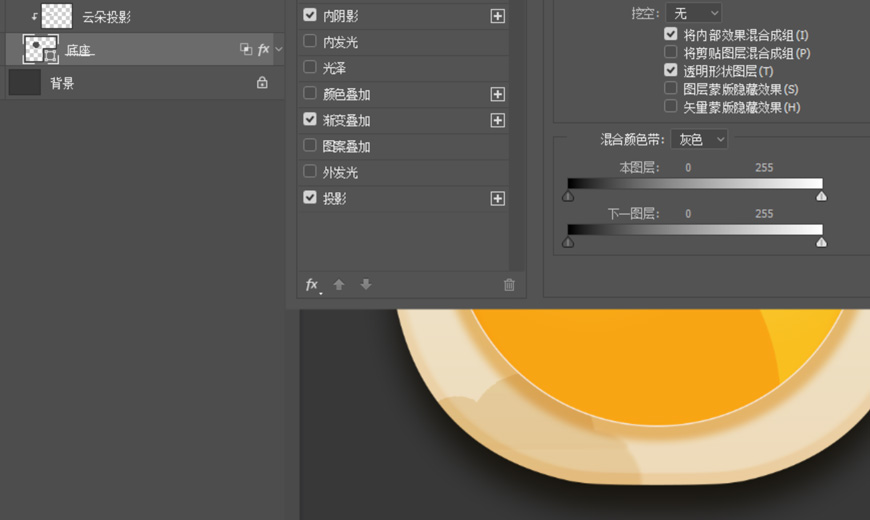 云朵投影
底座
fx
背景
内阴影
内发光
光泽
颜色叠加
渐变叠加
图案叠加
外发光
投影
fx
挖空: 无
将内部效果混合成组(I)
将剪贴图层混合成组(P)
透明形状图层(T)
图层蒙版隐藏效果(S)
矢量蒙版隐藏效果(H)
混合颜色带: 灰色
本图层: 0 255
下一图层: 0 255